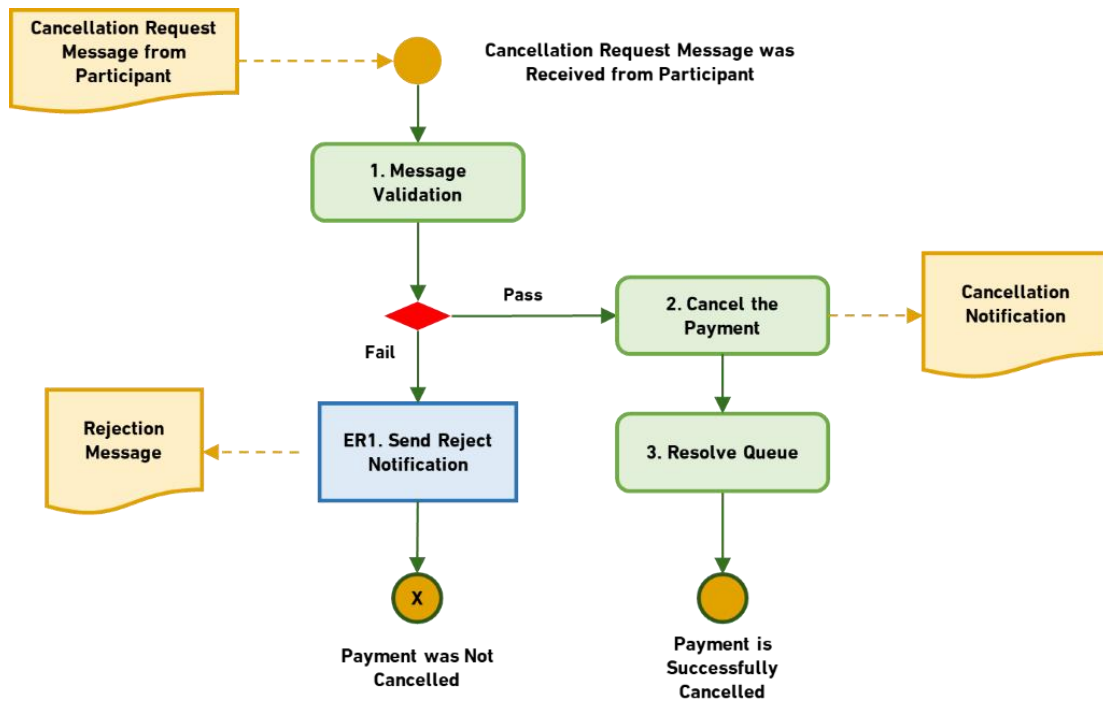 Cancellation Request
Message from
Participant
Cancellation Request Message was
Received from Participant
1. Message
Validation
Pass
2. Cancel the
Payment
Cancellation
Notification
Fail
Rejection
Message
ER1. Send Reject
Notification
3. Resolve Queue
X
Payment was Not
Cancelled
Payment is
Successfully
Cancelled